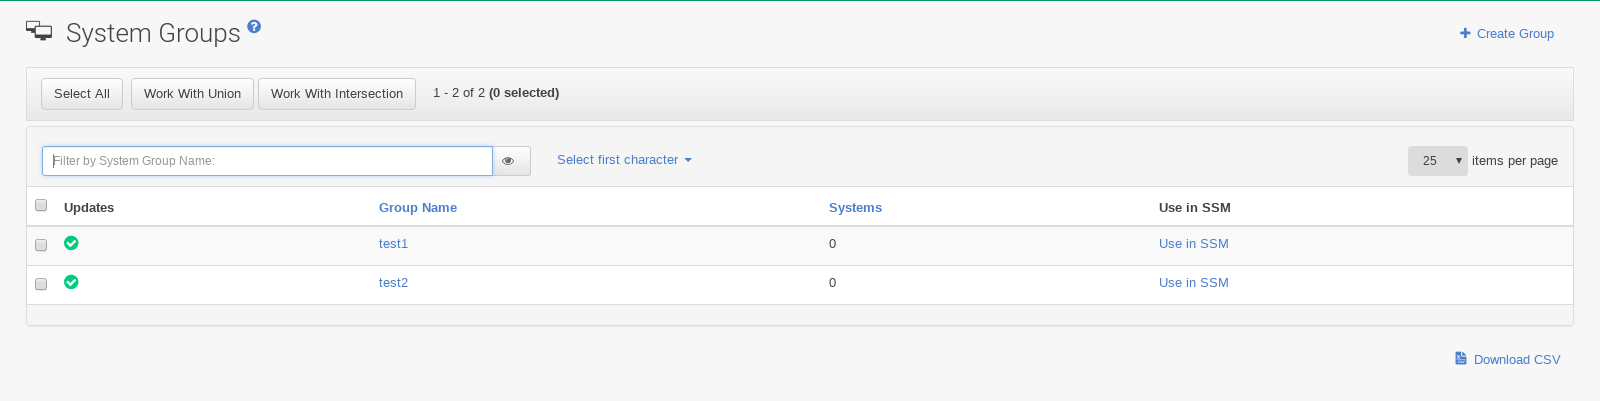 System Groups ?
Create Group
Select All Work With Union Work With Intersection 1 - 2 of 2 (0 selected)
Filter by System Group Name: Select first character 25 items per page
Updates Group Name Systems Use in SSM
test1 0 Use in SSM
test2 0 Use in SSM
Download CSV